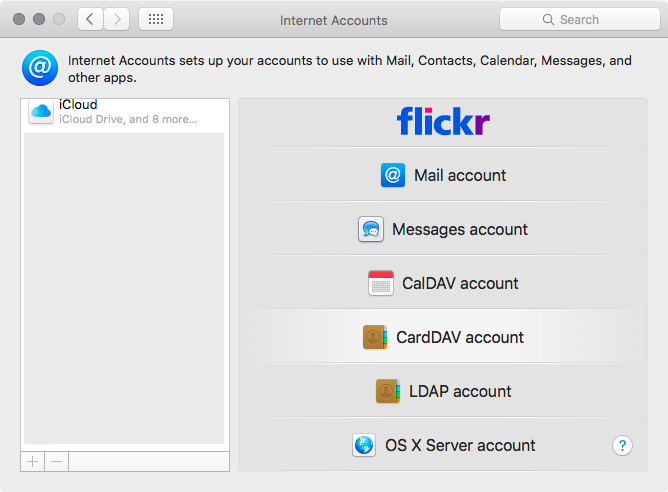 Internet Accounts
Search
Internet Accounts sets up your accounts to use with Mail, Contacts, Calendar, Messages, and
other apps.
iCloud
iCloud Drive, and 8 more...
flickr
@ Mail account
Messages account
CalDAV account
CardDAV account
LDAP account
OS X Server account
?